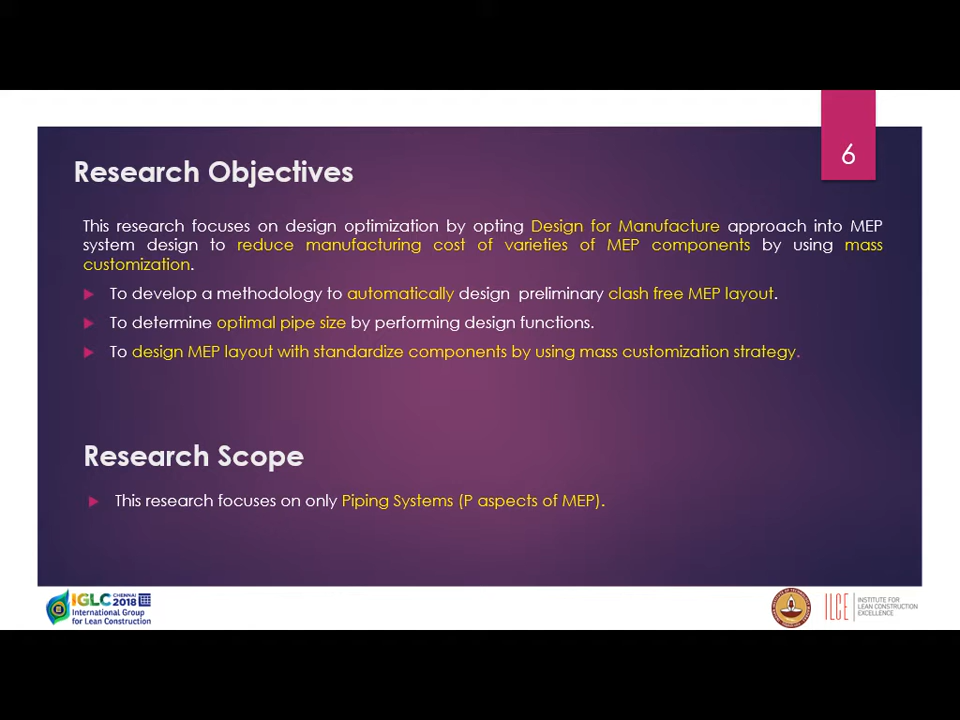 6
Research Objectives
This research focuses on design optimization by opting Design for Manufacture approach into MEP
system design to reduce manufacturing cost of varieties of MEP components by using mass
customization.
To develop a methodology to automatically design preliminary clash free MEP layout.
To determine optimal pipe size by performing design functions.
To design MEP layout with standardize components by using mass customization strategy.
Research Scope
This research focuses on only Piping Systems (P aspects of MEP).
IGLC CHENNAI 2018
International Group
for Lean Construction
ILCE
INSTITUTE FOR
LEAN CONSTRUCTION
EXCELLENCE